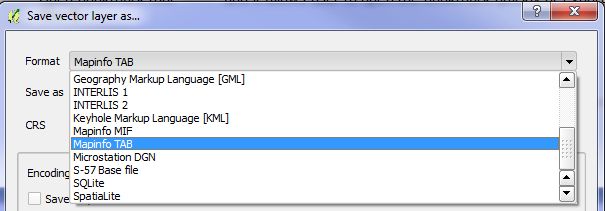 Save vector layer as...
Format Mapinfo TAB
Geography Markup Language [GML]
Save as INTERLIS 1
INTERLIS 2
Keyhole Markup Language [KML]
CRS Mapinfo MIF
Mapinfo TAB
Microstation DGN
Encoding S-57 Base file
SQLite
Save SpatiaLite